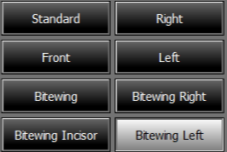 Standard
Right
Front
Left
Bitewing
Bitewing Right
Bitewing Incisor
Bitewing Left